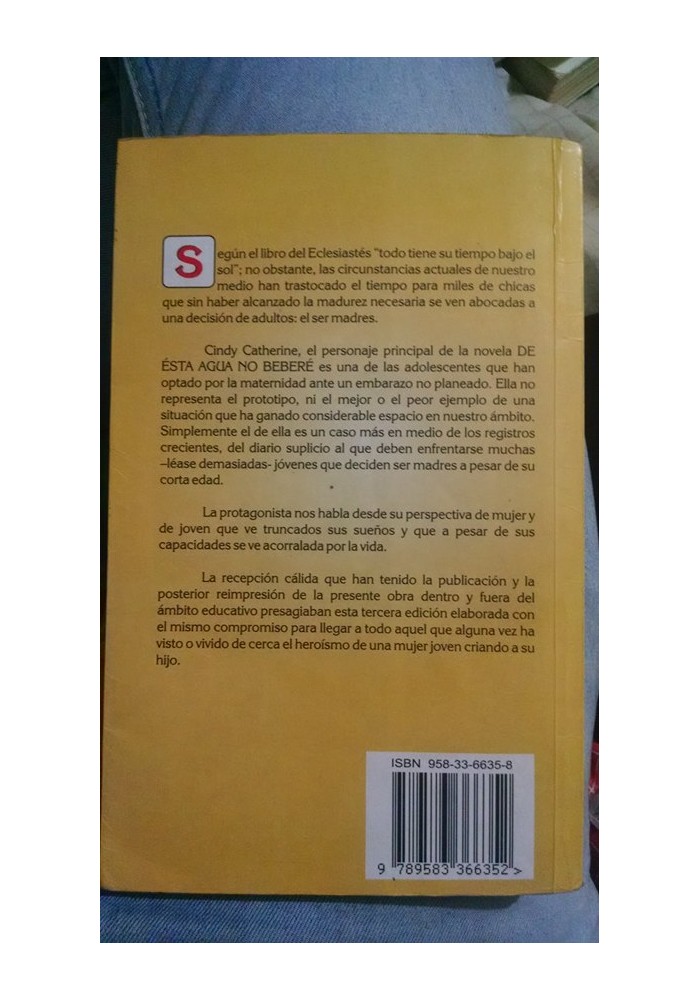 Según el libro del Eclesiastés "todo tiene su tiempo bajo el
sol"; no obstante, las circunstancias actuales de nuestro
medio han trastocado el tiempo para miles de chicas
que sin haber alcanzado la madurez necesaria se ven abocadas a
una decisión de adultos: el ser madres.
Cindy Catherine, el personaje principal de la novela DE
ÉSTA AGUA NO BEBERÉ es una de las adolescentes que han
optado por la maternidad ante un embarazo no planeado. Ella no
representa el prototipo, ni el mejor o el peor ejemplo de una
situación que ha ganado considerable espacio en nuestro ámbito.
Simplemente el de ella es un caso más en medio de los registros
crecientes, del diario suplicio al que deben enfrentarse muchas
–léase demasiadas- jóvenes que deciden ser madres a pesar de su
corta edad.
La protagonista nos habla desde su perspectiva de mujer y
de joven que ve truncados sus sueños y que a pesar de sus
capacidades se ve acorralada por la vida.
La recepción cálida que han tenido la publicación y la
posterior reimpresión de la presente obra dentro y fuera del
ámbito educativo presagiaban esta tercera edición elaborada con
el mismo compromiso para llegar a todo aquel que alguna vez ha
visto o vivido de cerca el heroísmo de una mujer joven criando a su
hijo.
ISBN 958-33-6635-8
9 789583 366352 >